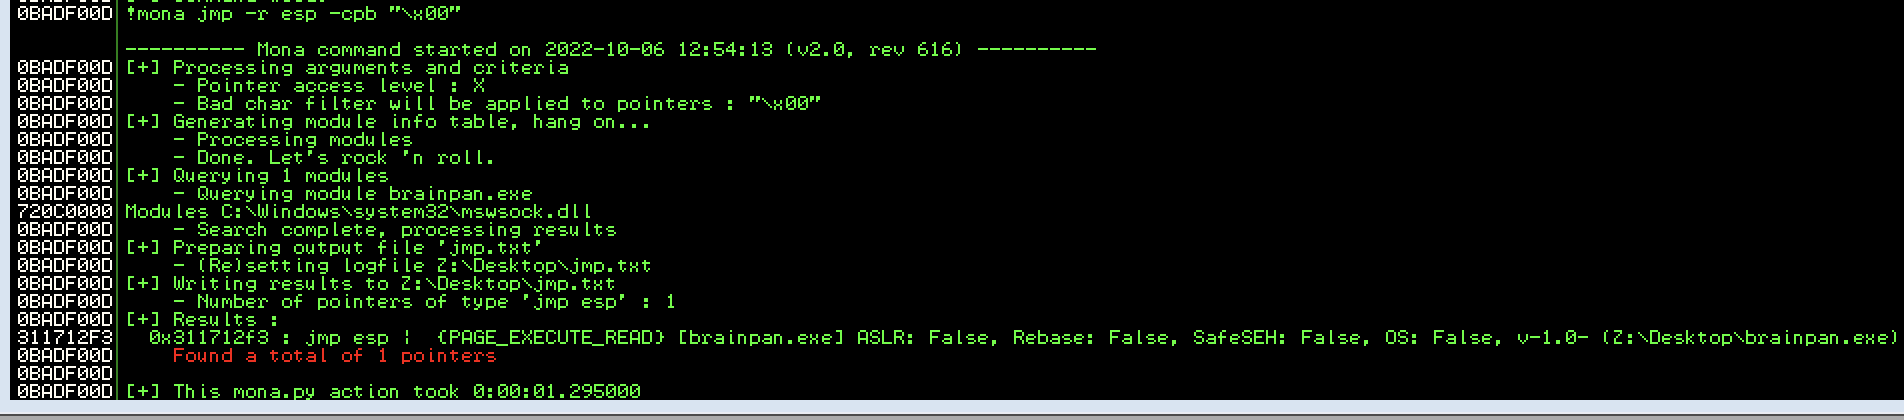 0BADF00D !mona jmp -r esp -cpb "\x00"
---------- Mona command started on 2022-10-06 12:54:13 (v2.0, rev 616) ----------
0BADF00D [+] Processing arguments and criteria
0BADF00D - Pointer access level : X
0BADF00D - Bad char filter will be applied to pointers : "\x00"
0BADF00D [+] Generating module info table, hang on...
0BADF00D - Processing modules
0BADF00D - Done. Let's rock 'n roll.
0BADF00D [+] Querying 1 modules
0BADF00D - Querying module brainpan.exe
720C0000 Modules C:\Windows\system32\mswsock.dll
0BADF00D - Search complete, processing results
0BADF00D [+] Preparing output file 'jmp.txt'
0BADF00D - (Re)setting logfile Z:\Desktop\jmp.txt
0BADF00D [+] Writing results to Z:\Desktop\jmp.txt
0BADF00D - Number of pointers of type 'jmp esp' : 1
0BADF00D [+] Results :
311712F3 0x311712f3 : jmp esp | {PAGE_EXECUTE_READ} [brainpan.exe] ASLR: False, Rebase: False, SafeSEH: False, OS: False, v-1.0- (Z:\Desktop\brainpan.exe)
0BADF00D Found a total of 1 pointers
0BADF00D
0BADF00D [+] This mona.py action took 0:00:01.295000